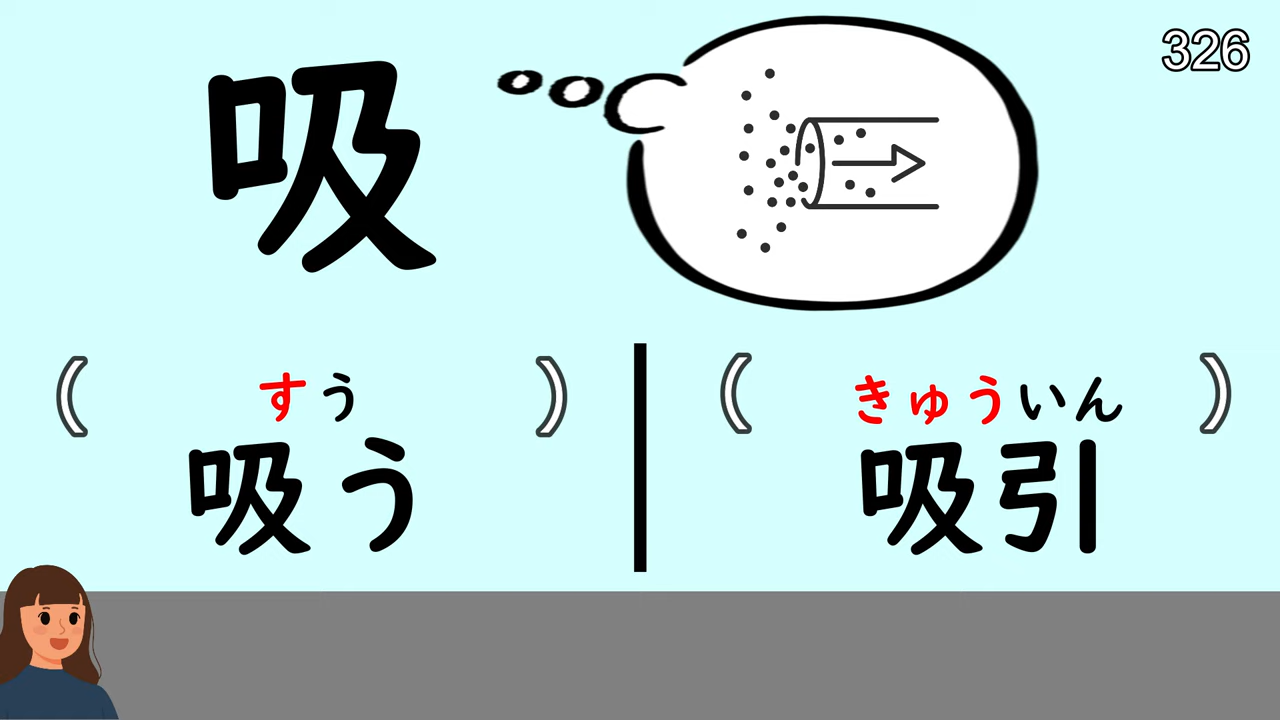 326
吸
( すう )
吸う
( きゅういん )
吸引